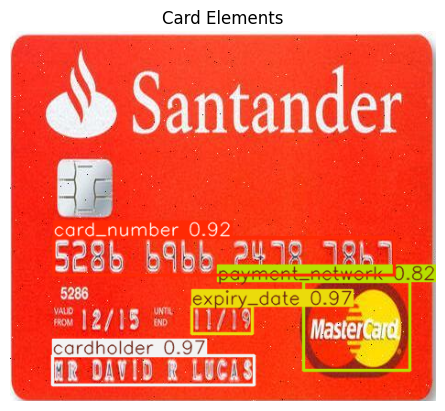 Card Elements
Santander
card_number 0.92
5286 6966 2478 7867
payment_network 0.82
5286
expiry_date 0.97
VALID FROM 12/15 UNTIL END 11/19
MasterCard
cardholder 0.97
MR DAVID R LUCAS